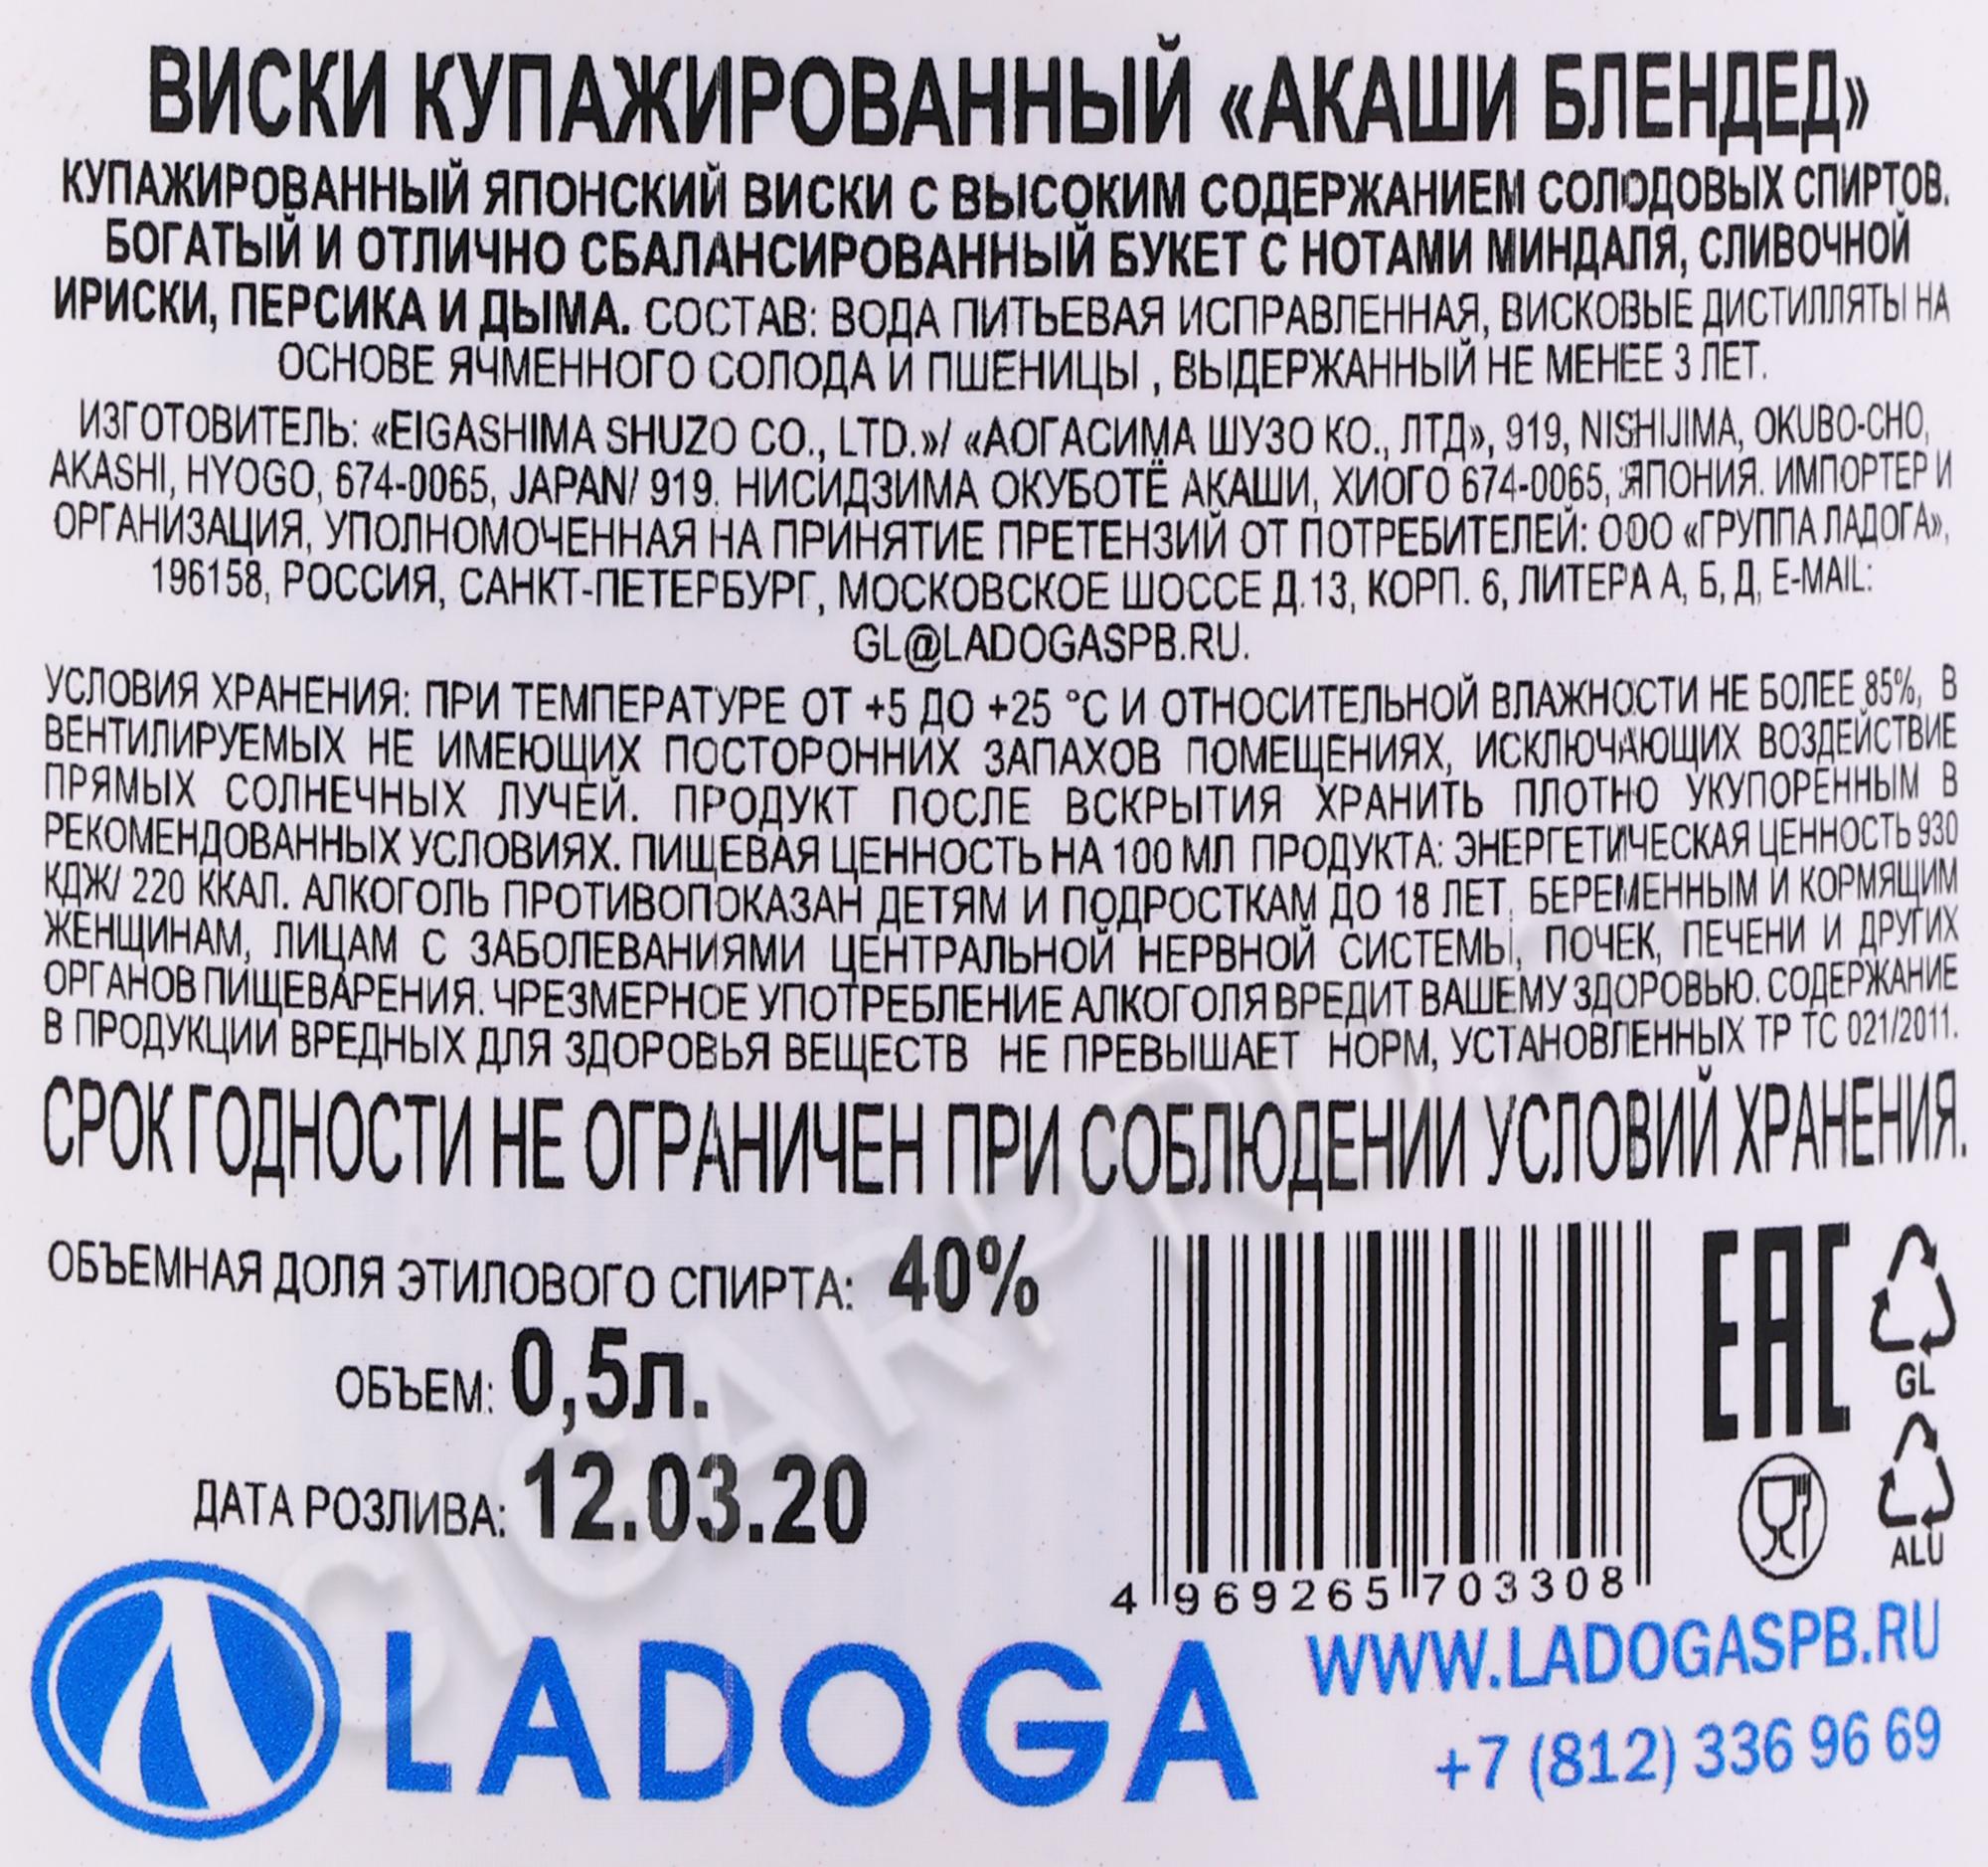 ВИСКИ КУПАЖИРОВАННЫЙ «АКАШИ БЛЕНДЕД»
КУПАЖИРОВАННЫЙ ЯПОНСКИЙ ВИСКИ С ВЫСОКИМ СОДЕРЖАНИЕМ СОЛОДОВЫХ СПИРТОВ.
БОГАТЫЙ И ОТЛИЧНО СБАЛАНСИРОВАННЫЙ БУКЕТ С НОТАМИ МИНДАЛЯ, СЛИВОЧНОЙ
ИРИСКИ, ПЕРСИКА И ДЫМА. СОСТАВ: ВОДА ПИТЬЕВАЯ ИСПРАВЛЕННАЯ, ВИСКОВЫЕ ДИСТИЛЛЯТЫ НА
ОСНОВЕ ЯЧМЕННОГО СОЛОДА И ПШЕНИЦЫ , ВЫДЕРЖАННЫЙ НЕ МЕНЕЕ 3 ЛЕТ.
ИЗГОТОВИТЕЛЬ: «EIGASHIMA SHUZO CO., LTD.»/ «АОГАСИМА ШУЗО КО., ЛТД», 919, NISHIJIMA, OKUBO-CHO,
AKASHI, HYOGO, 674-0065, JAPAN/ 919. НИСИДЗИМА ОКУБОТЁ АКАШИ, ХИОГО 674-0065, ЯПОНИЯ. ИМПОРТЕР И
ОРГАНИЗАЦИЯ, УПОЛНОМОЧЕННАЯ НА ПРИНЯТИЕ ПРЕТЕНЗИЙ ОТ ПОТРЕБИТЕЛЕЙ: ООО «ГРУППА ЛАДОГА»,
196158, РОССИЯ, САНКТ-ПЕТЕРБУРГ, МОСКОВСКОЕ ШОССЕ Д.13, КОРП. 6, ЛИТЕРА А, Б, Д, E-MAIL:
GL@LADOGASPB.RU.
УСЛОВИЯ ХРАНЕНИЯ: ПРИ ТЕМПЕРАТУРЕ ОТ +5 ДО +25 °С И ОТНОСИТЕЛЬНОЙ ВЛАЖНОСТИ НЕ БОЛЕЕ 85%, В
ВЕНТИЛИРУЕМЫХ НЕ ИМЕЮЩИХ ПОСТОРОННИХ ЗАПАХОВ ПОМЕЩЕНИЯХ, ИСКЛЮЧАЮЩИХ ВОЗДЕЙСТВИЕ
ПРЯМЫХ СОЛНЕЧНЫХ ЛУЧЕЙ. ПРОДУКТ ПОСЛЕ ВСКРЫТИЯ ХРАНИТЬ ПЛОТНО УКУПОРЕННЫМ В
РЕКОМЕНДОВАННЫХ УСЛОВИЯХ. ПИЩЕВАЯ ЦЕННОСТЬ НА 100 МЛ ПРОДУКТА: ЭНЕРГЕТИЧЕСКАЯ ЦЕННОСТЬ 930
КДЖ/ 220 ККАЛ. АЛКОГОЛЬ ПРОТИВОПОКАЗАН ДЕТЯМ И ПОДРОСТКАМ ДО 18 ЛЕТ, БЕРЕМЕННЫМ И КОРМЯЩИМ
ЖЕНЩИНАМ, ЛИЦАМ С ЗАБОЛЕВАНИЯМИ ЦЕНТРАЛЬНОЙ НЕРВНОЙ СИСТЕМЫ, ПОЧЕК, ПЕЧЕНИ И ДРУГИХ
ОРГАНОВ ПИЩЕВАРЕНИЯ. ЧРЕЗМЕРНОЕ УПОТРЕБЛЕНИЕ АЛКОГОЛЯ ВРЕДИТ ВАШЕМУ ЗДОРОВЬЮ. СОДЕРЖАНИЕ
В ПРОДУКЦИИ ВРЕДНЫХ ДЛЯ ЗДОРОВЬЯ ВЕЩЕСТВ НЕ ПРЕВЫШАЕТ НОРМ, УСТАНОВЛЕННЫХ ТР ТС 021/2011.
СРОК ГОДНОСТИ НЕ ОГРАНИЧЕН ПРИ СОБЛЮДЕНИИ УСЛОВИЙ ХРАНЕНИЯ.
ОБЪЕМНАЯ ДОЛЯ ЭТИЛОВОГО СПИРТА: 40%
ОБЪЕМ: 0,5л.
ДАТА РОЗЛИВА: 12.03.20
4 969265 703308
EAC
GL
ALU
LADOGA
WWW.LADOGASPB.RU
+7 (812) 336 96 69
CIGARPRO.RU